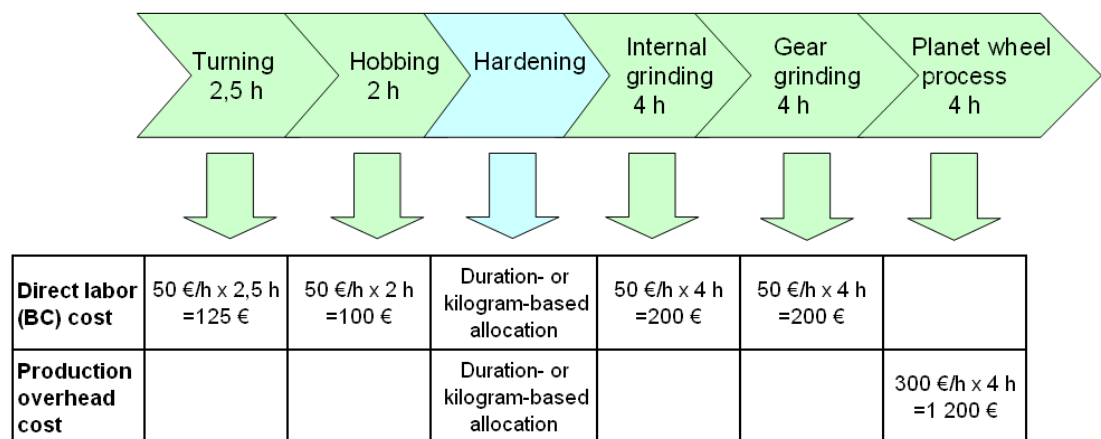 Turning
2,5 h
Hobbing
2 h
Hardening
Internal
grinding
4 h
Gear
grinding
4 h
Planet wheel
process
4 h
Direct labor
(BC) cost
50 €/h x 2,5 h
=125 €
50 €/h x 2 h
=100 €
Duration- or
kilogram-based
allocation
50 €/h x 4 h
=200 €
50 €/h x 4 h
=200 €
Production
overhead
cost
Duration- or
kilogram-based
allocation
300 €/h x 4 h
=1 200 €